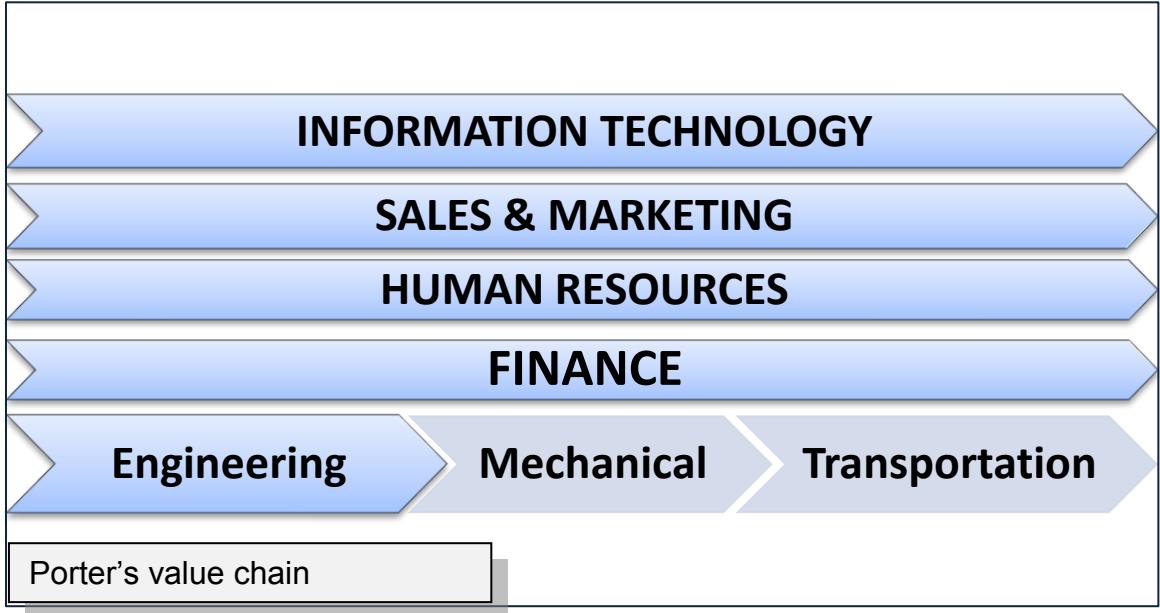 INFORMATION TECHNOLOGY
SALES & MARKETING
HUMAN RESOURCES
FINANCE
Engineering Mechanical Transportation
Porter’s value chain